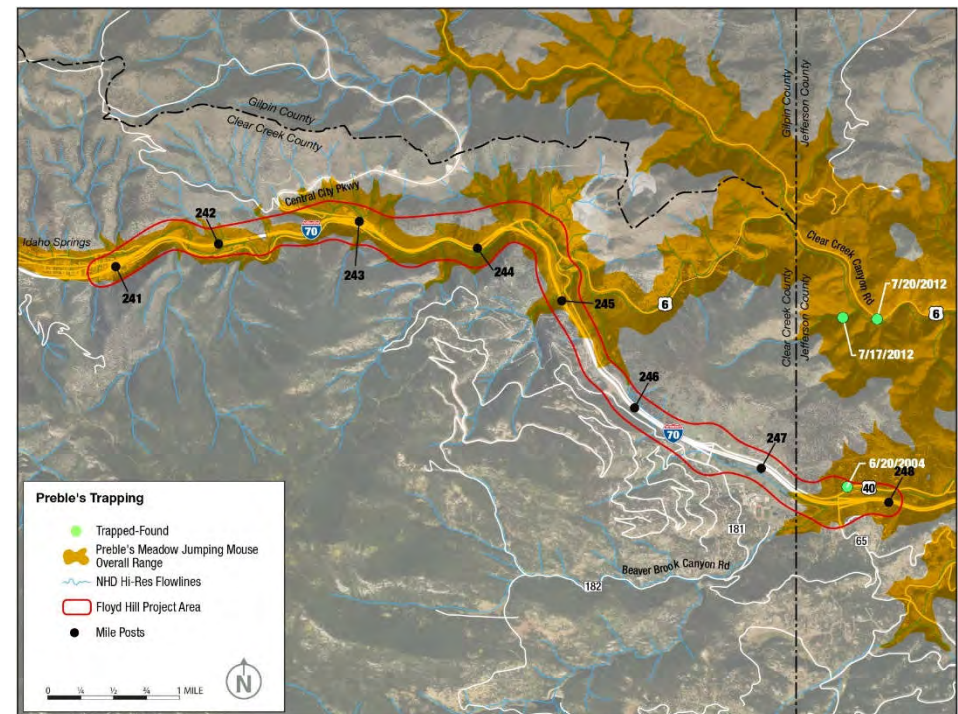 Gilpin County
Clear Creek County
Gilpin County
Jefferson County
Central City Pkwy
242
70
243
Idaho Springs
241
244
245
6
Clear Creek Canyon Rd
7/20/2012
6
7/17/2012
Clear Creek County
Jefferson County
246
70
247
6/20/2004
40
248
181
65
Beaver Brook Canyon Rd
182
Preble's Trapping
Trapped-Found
Preble's Meadow Jumping Mouse
Overall Range
NHD Hi-Res Flowlines
Floyd Hill Project Area
Mile Posts
0 ¼ ½ ¾ 1 MILE
N